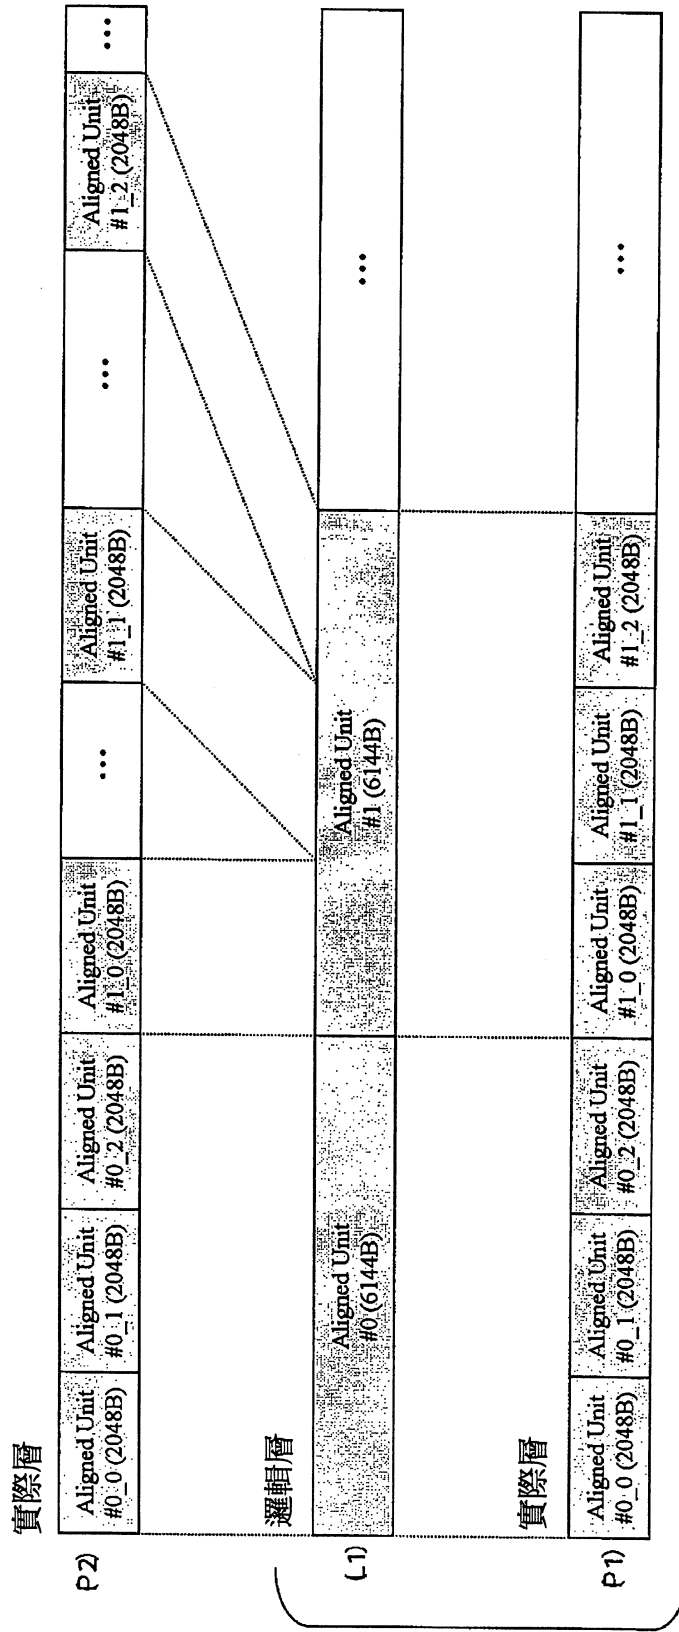 實際層
(P2)
Aligned Unit
#0_0 (2048B)
Aligned Unit
#0_1 (2048B)
Aligned Unit
#0_2 (2048B)
Aligned Unit
#1_0 (2048B)
...
Aligned Unit
#1_1 (2048B)
...
Aligned Unit
#1_2 (2048B)
...
邏輯層
(L1)
Aligned Unit
#0 (6144B)
Aligned Unit
#1 (6144B)
...
實際層
(P1)
Aligned Unit
#0_0 (2048B)
Aligned Unit
#0_1 (2048B)
Aligned Unit
#0_2 (2048B)
Aligned Unit
#1_0 (2048B)
Aligned Unit
#1_1 (2048B)
Aligned Unit
#1_2 (2048B)
...